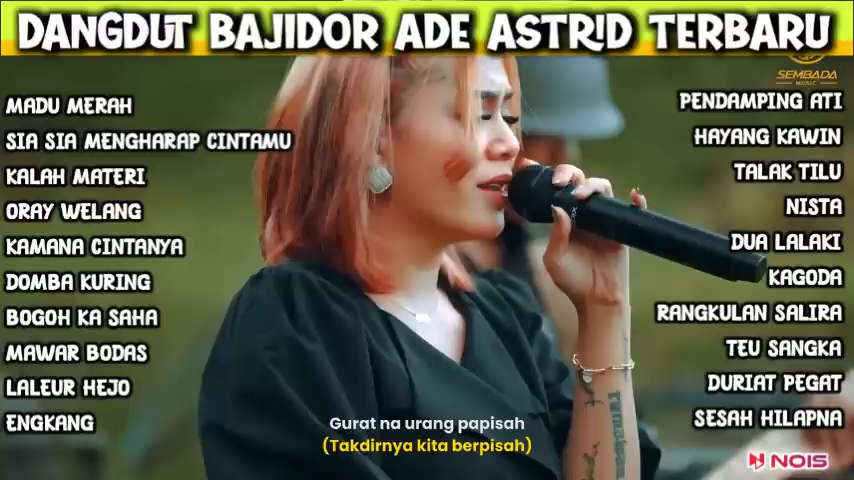 DANGDUT BAJIDOR ADE ASTRID TERBARU
SEMBADA
MUSIC
MADU MERAH
SIA SIA MENGHARAP CINTAMU
KALAH MATERI
ORAY WELANG
KAMANA CINTANYA
DOMBA KURING
BOGOH KA SAHA
MAWAR BODAS
LALEUR HEJO
ENGKANG
PENDAMPING ATI
HAYANG KAWIN
TALAK TILU
NISTA
DUA LALAKI
KAGODA
RANGKULAN SALIRA
TEU SANGKA
DURIAT PEGAT
SESAH HILAPNA
Gurat na urang papisah
(Takdirnya kita berpisah)
NOIS